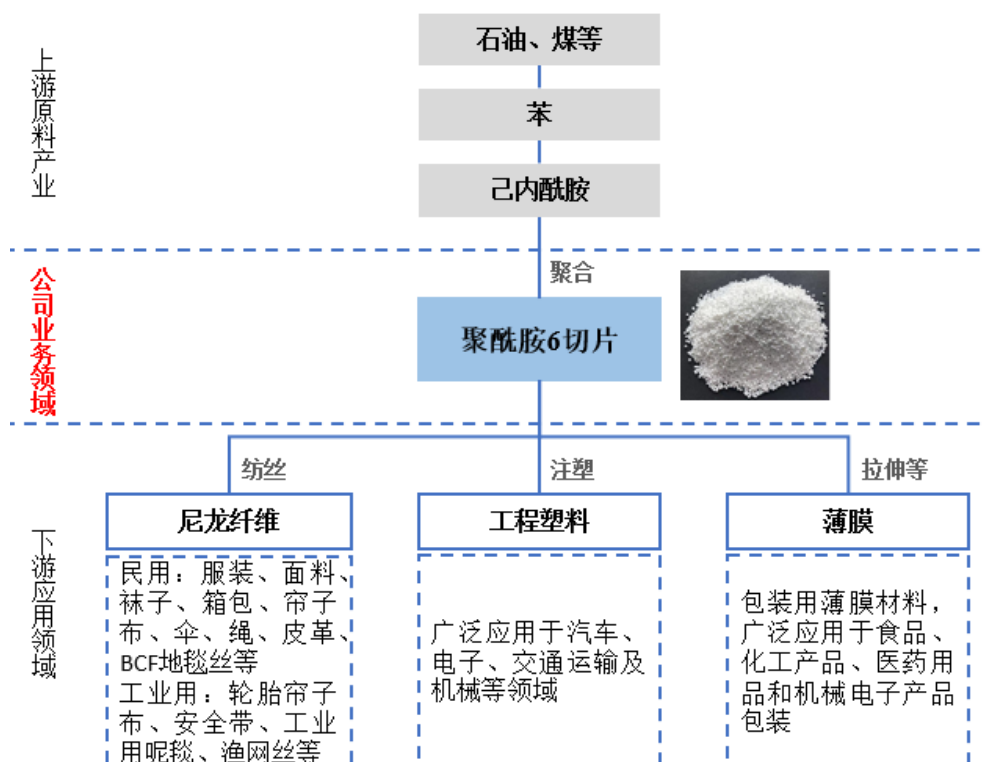 上游原料产业
石油、煤等
苯
己内酰胺
公司业务领域
聚合
聚酰胺6切片
下游应用领域
纺丝
注塑
拉伸等
尼龙纤维
工程塑料
薄膜
民用：服装、面料、
袜子、箱包、帘子
布、伞、绳、皮革、
BCF地毯丝等
工业用：轮胎帘子
布、安全带、工业
用呢毯、渔网丝等
广泛应用于汽车、
电子、交通运输及
机械等领域
包装用薄膜材料，
广泛应用于食品、
化工产品、医药用
品和机械电子产品
包装